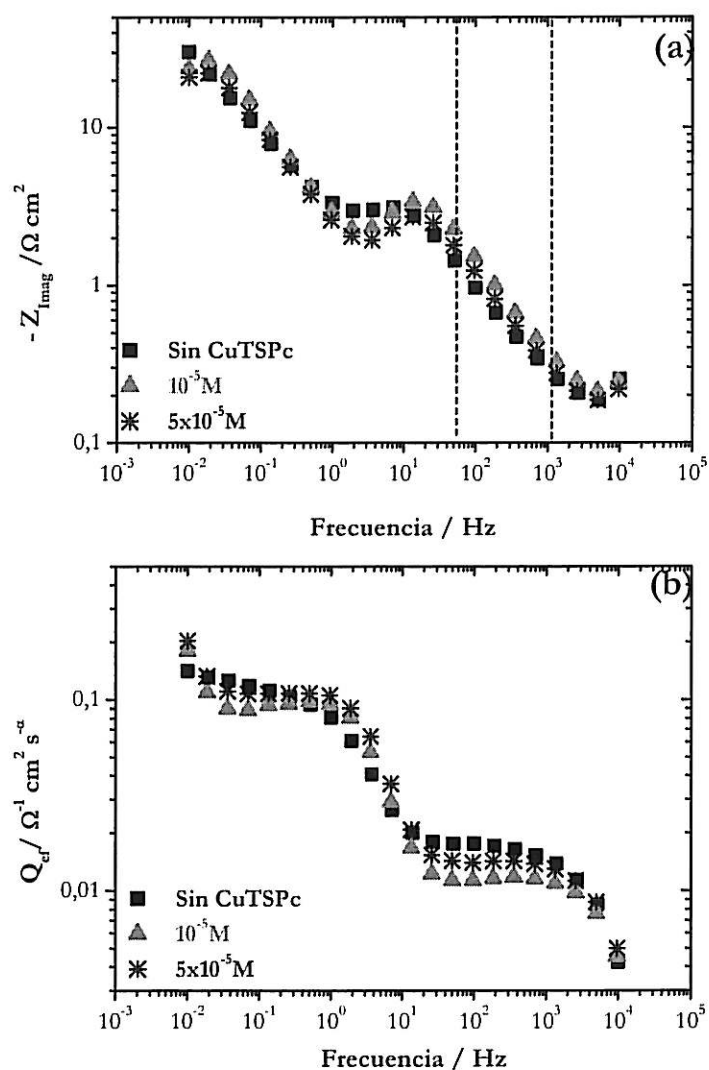 (a)
- Z_Imag /Ω cm²
10
1
0,1
Sin CuTSPc
10⁻⁵M
5x10⁻⁵M
10⁻³ 10⁻² 10⁻¹ 10⁰ 10¹ 10² 10³ 10⁴ 10⁵
Frecuencia / Hz
(b)
Q_ef/ Ω⁻¹ cm² s⁻ᵅ
0,1
0,01
Sin CuTSPc
10⁻⁵M
5x10⁻⁵M
10⁻³ 10⁻² 10⁻¹ 10⁰ 10¹ 10² 10³ 10⁴ 10⁵
Frecuencia / Hz